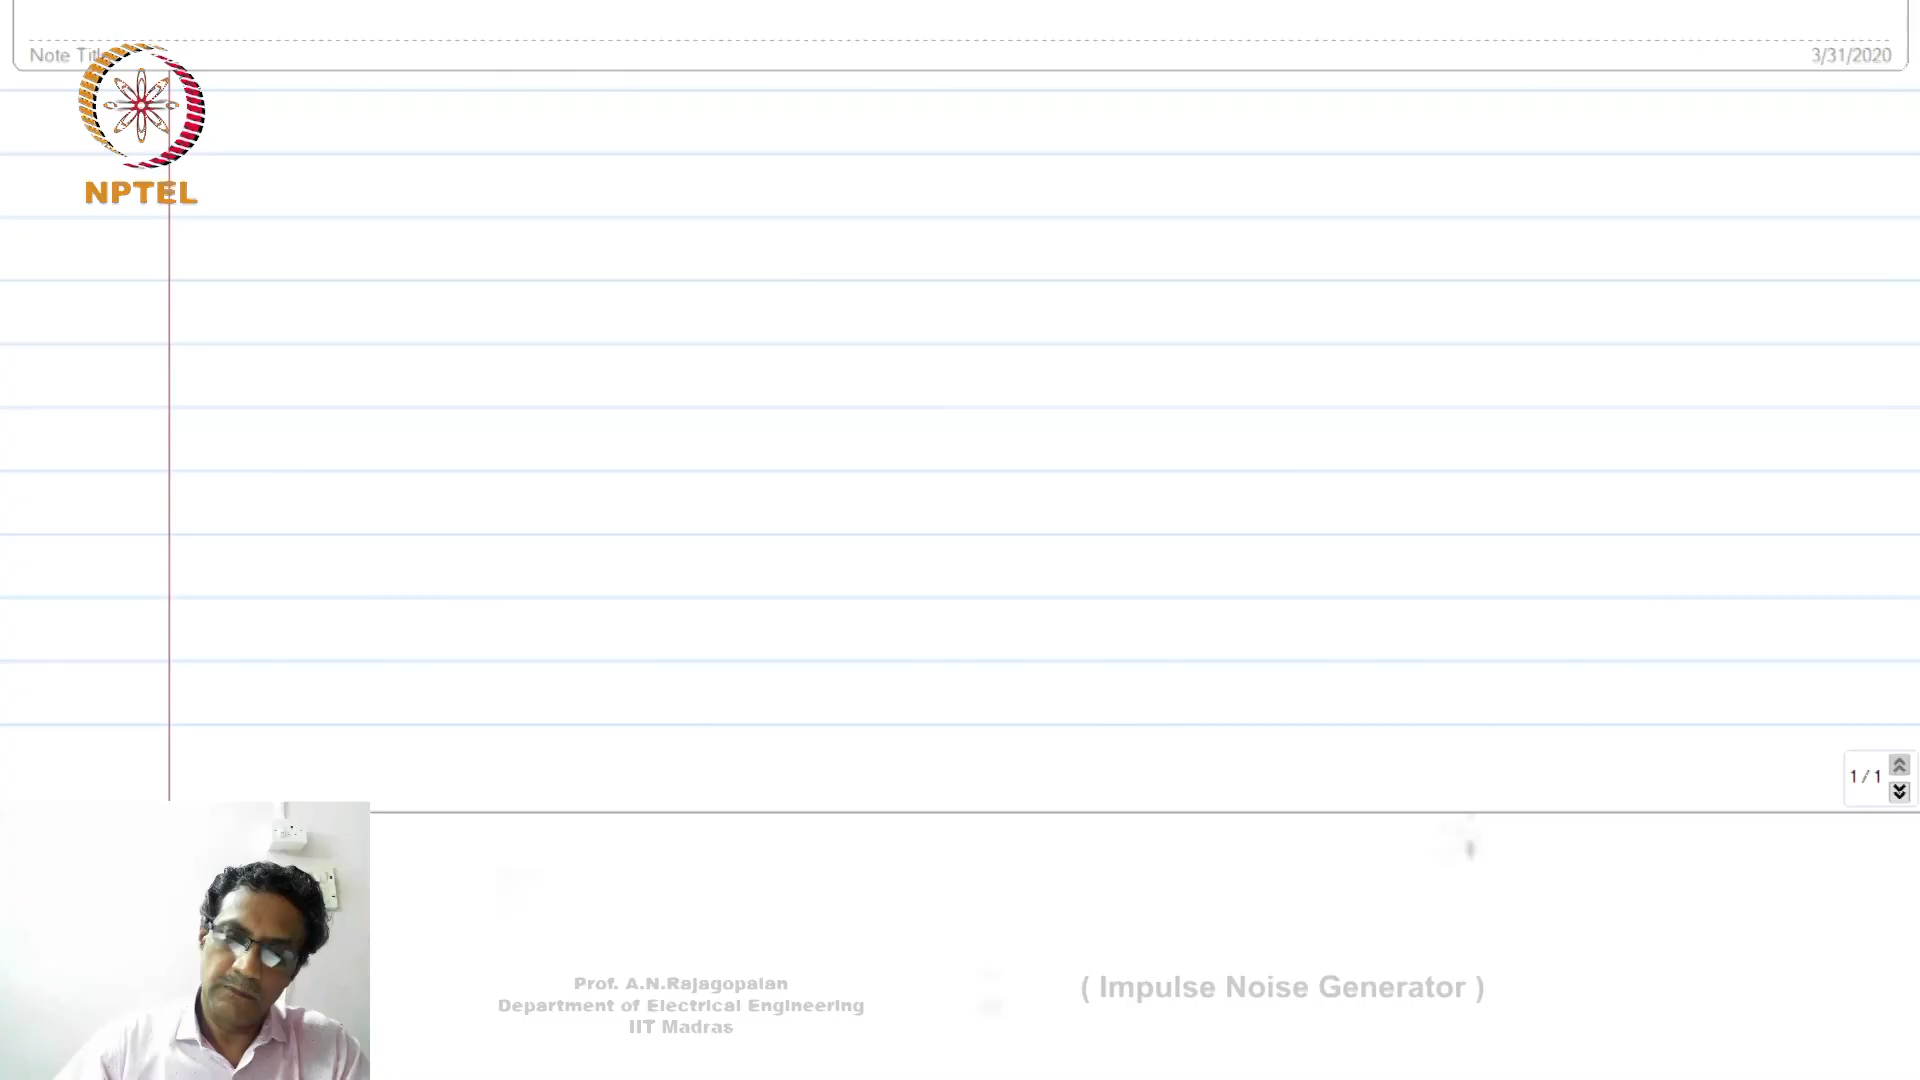 Note Title
3/31/2020
NPTEL
1 / 1
Prof. A.N.Rajagopalan
Department of Electrical Engineering
IIT Madras
( Impulse Noise Generator )